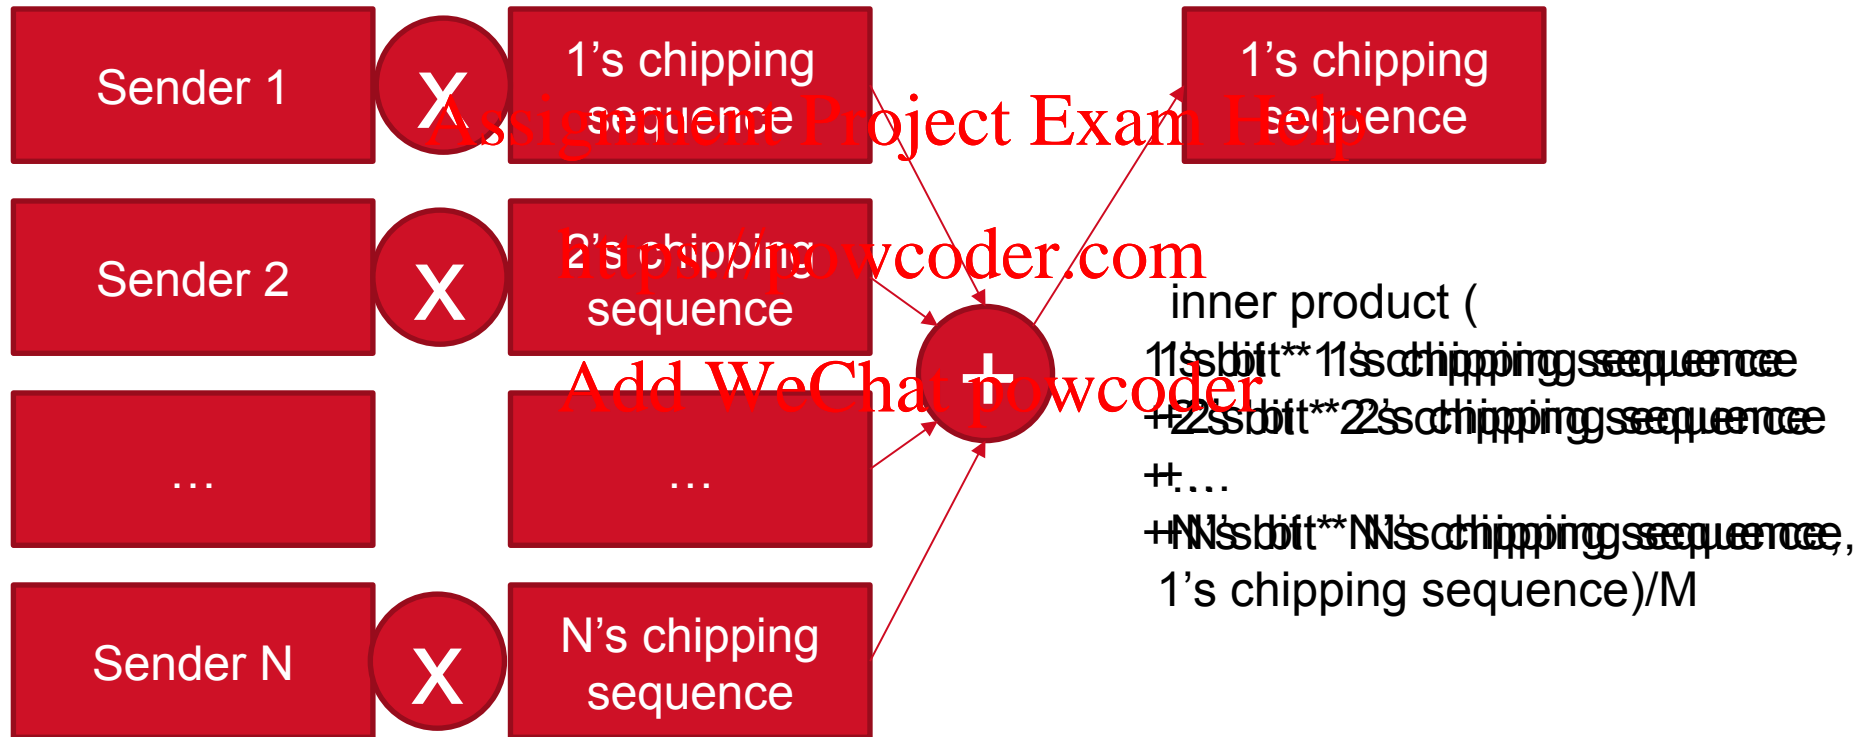 Sender 1
x
1’s chipping
sequence
1’s chipping
sequence
Assignment Project Exam Help
Sender 2
x
2’s chipping
sequence
https://powcoder.com
+
Add WeChat powcoder
…
…
Sender N
x
N’s chipping
sequence
inner product (
1’s bit * 1’s chipping sequence
+2’s bit * 2’s chipping sequence
+…
+N’s bit * N’s chipping sequence,
1’s chipping sequence)/M